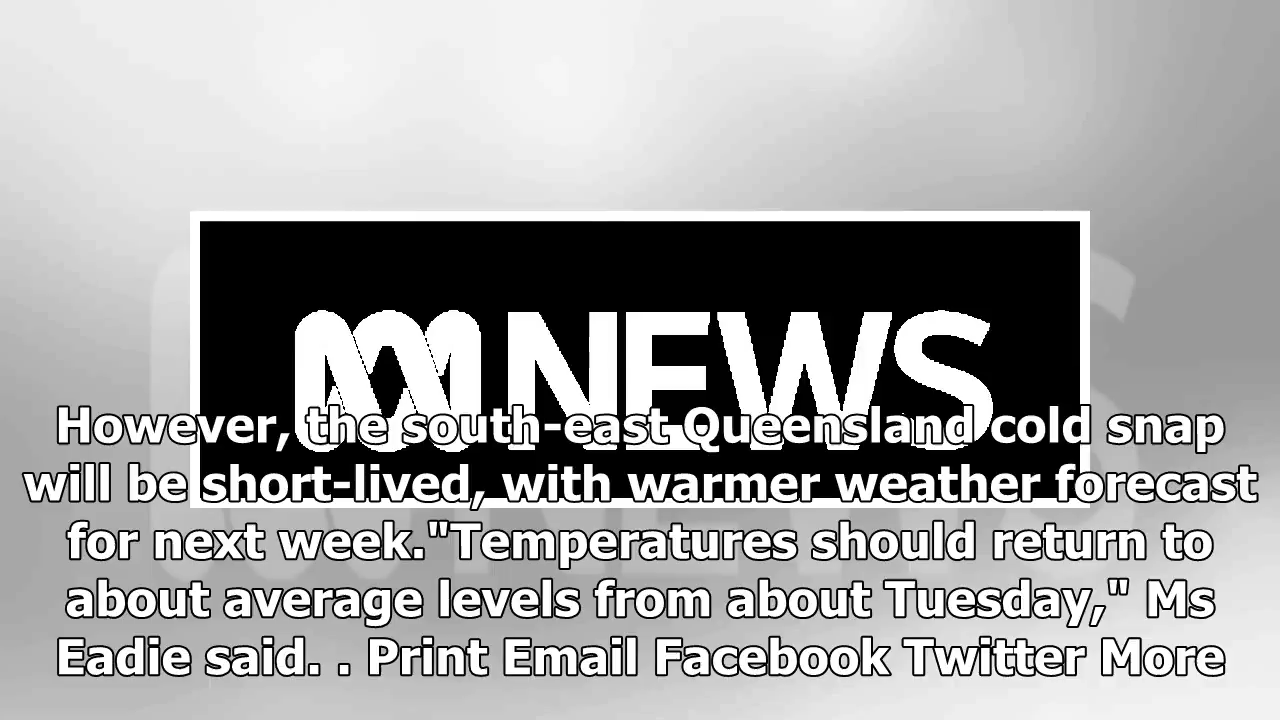 NEWS
However, the south-east Queensland cold snap
will be short-lived, with warmer weather forecast
for next week."Temperatures should return to
about average levels from about Tuesday," Ms
Eadie said. . Print Email Facebook Twitter More